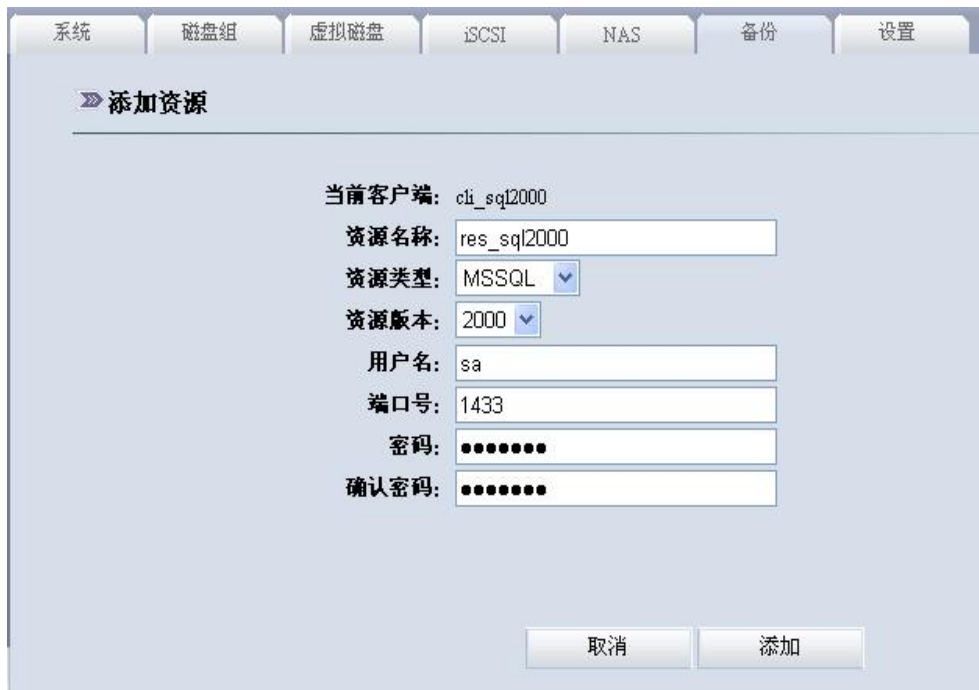 系统 磁盘组 虚拟磁盘 iSCSI NAS 备份 设置
添加资源
当前客户端： cli_sql2000
资源名称： res_sql2000
资源类型： MSSQL
资源版本： 2000
用户名： sa
端口号： 1433
密码： ●●●●●●●
确认密码： ●●●●●●●
取消 添加